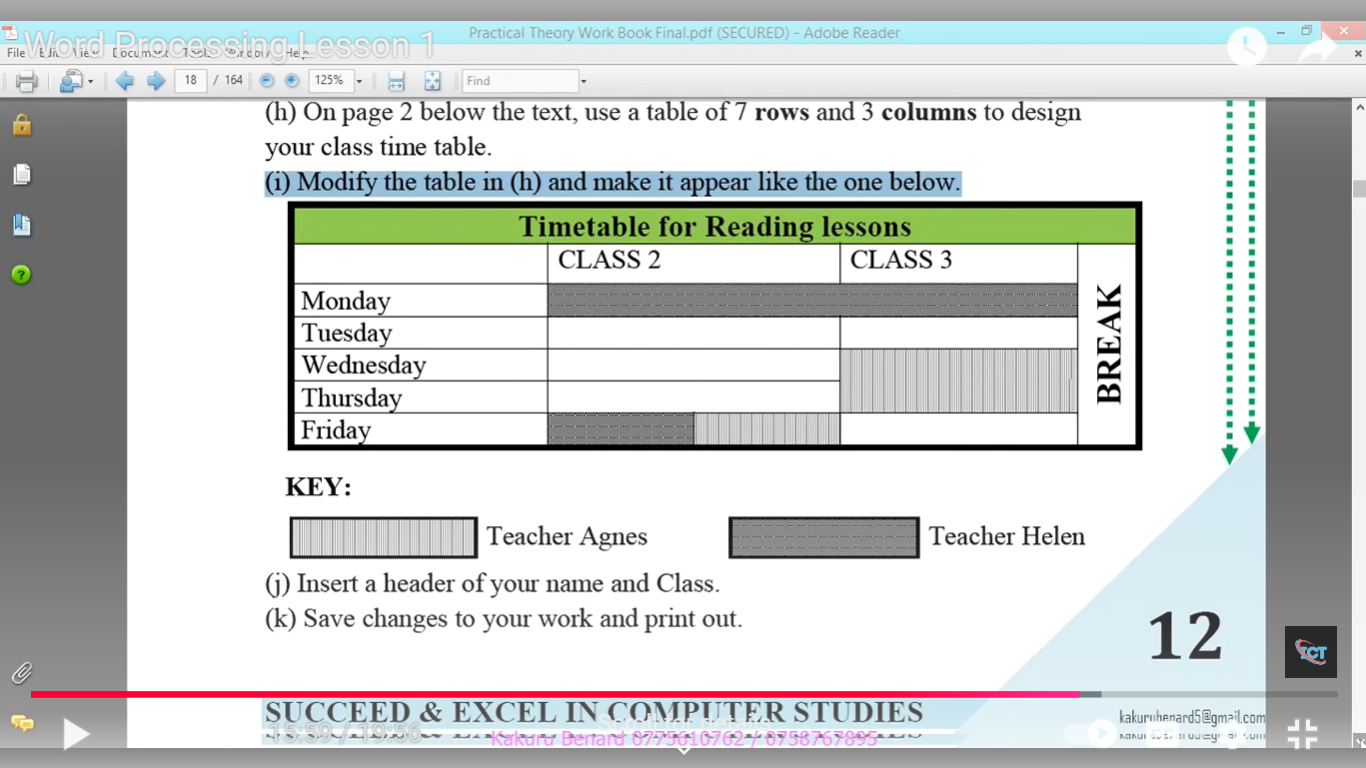 Practical Theory Work Book Final.pdf (SECURED) - Adobe Reader
Word Processing Lesson 1
File Edit View Document Tools Window Help
18 / 164 125% Find
(h) On page 2 below the text, use a table of 7 rows and 3 columns to design
your class time table.
(i) Modify the table in (h) and make it appear like the one below.
Timetable for Reading lessons
CLASS 2 CLASS 3
BREAK
Monday
Tuesday
Wednesday
Thursday
Friday
KEY:
Teacher Agnes Teacher Helen
(j) Insert a header of your name and Class.
(k) Save changes to your work and print out.
12
ICT
SUCCEED & EXCEL IN COMPUTER STUDIES
kakurubenard5@gmail.com
15:59 / 19:56
Scroll for details
Kakuru Benard 0775610762 / 0758767895